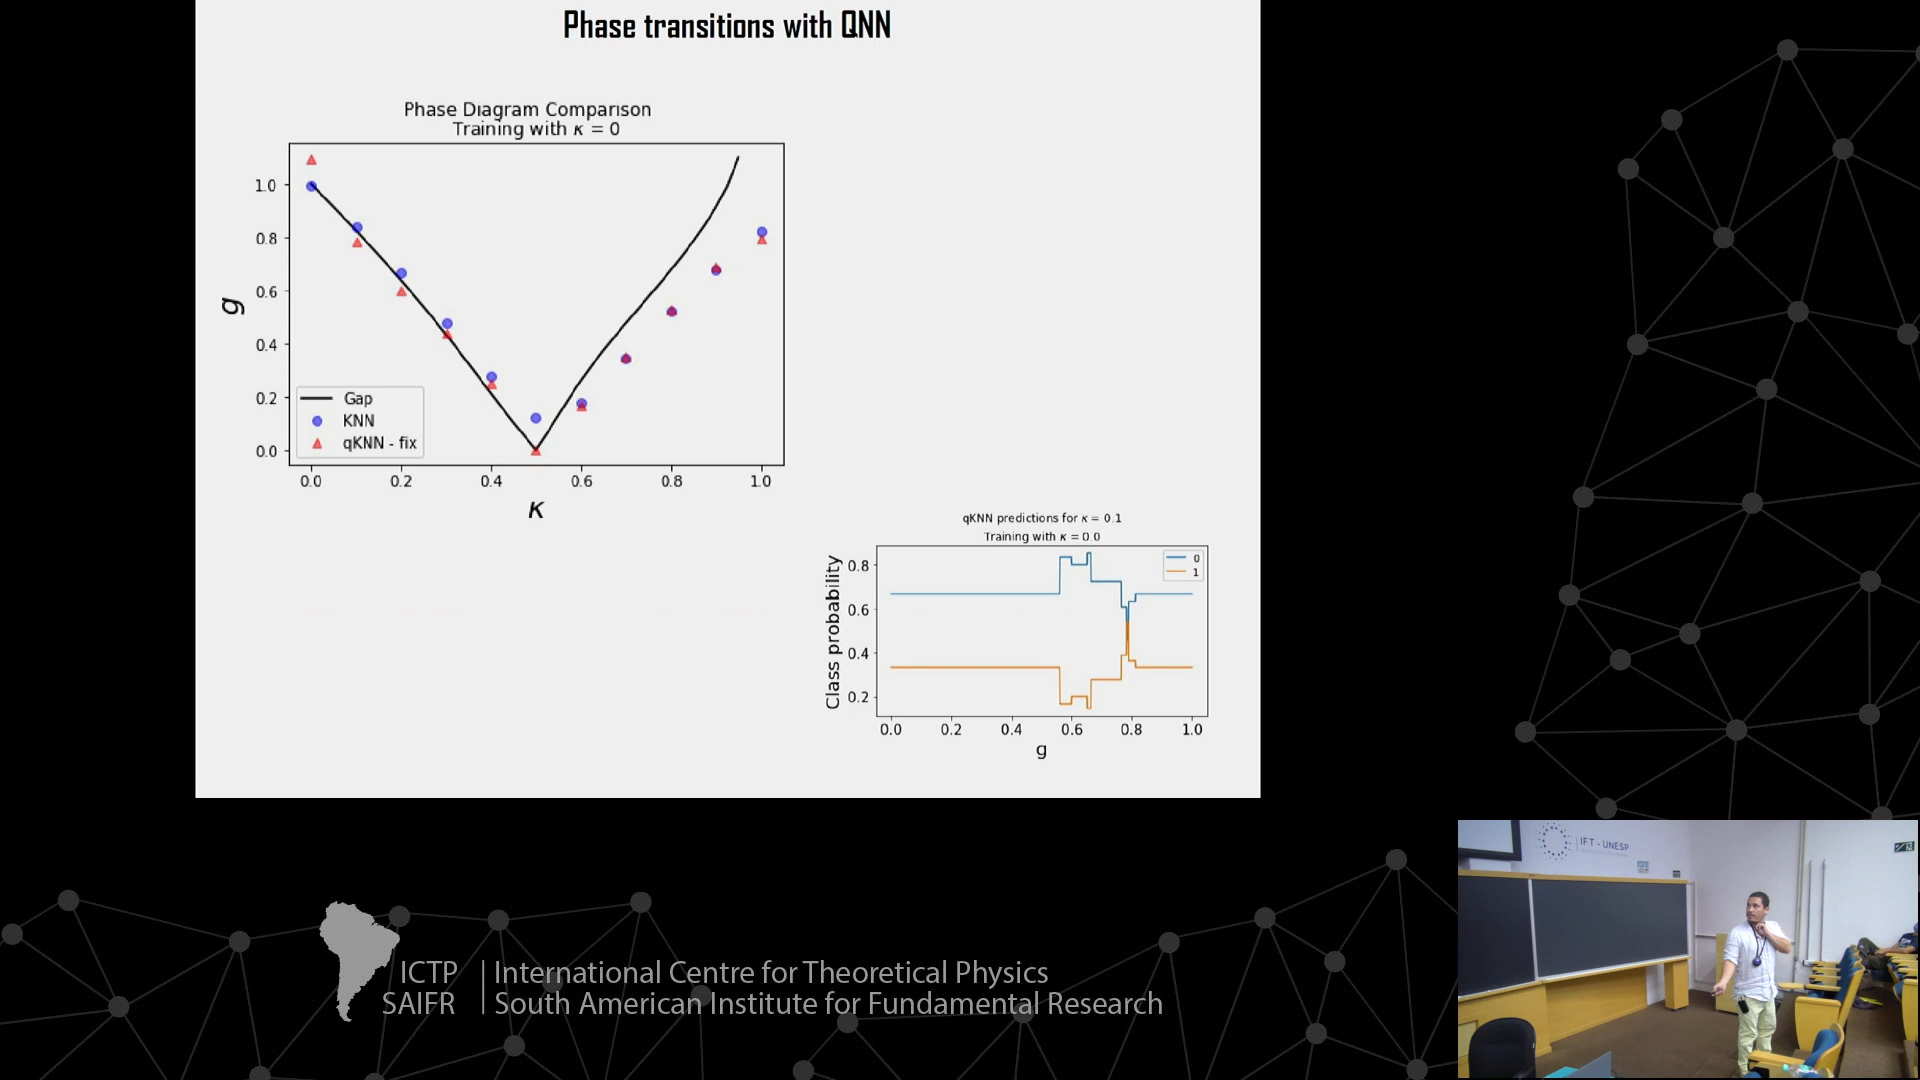 Phase transitions with QNN
Phase Diagram Comparison
Training with κ = 0
g
1.0
0.8
0.6
0.4
0.2
0.0
Gap
KNN
qKNN - fix
0.0 0.2 0.4 0.6 0.8 1.0
κ
qKNN predictions for κ = 0.1
Training with κ = 0.0
Class probability
0.8
0.6
0.4
0.2
0
1
0.0 0.2 0.4 0.6 0.8 1.0
g
IFT - UNESP
ICTP
SAIFR
International Centre for Theoretical Physics
South American Institute for Fundamental Research